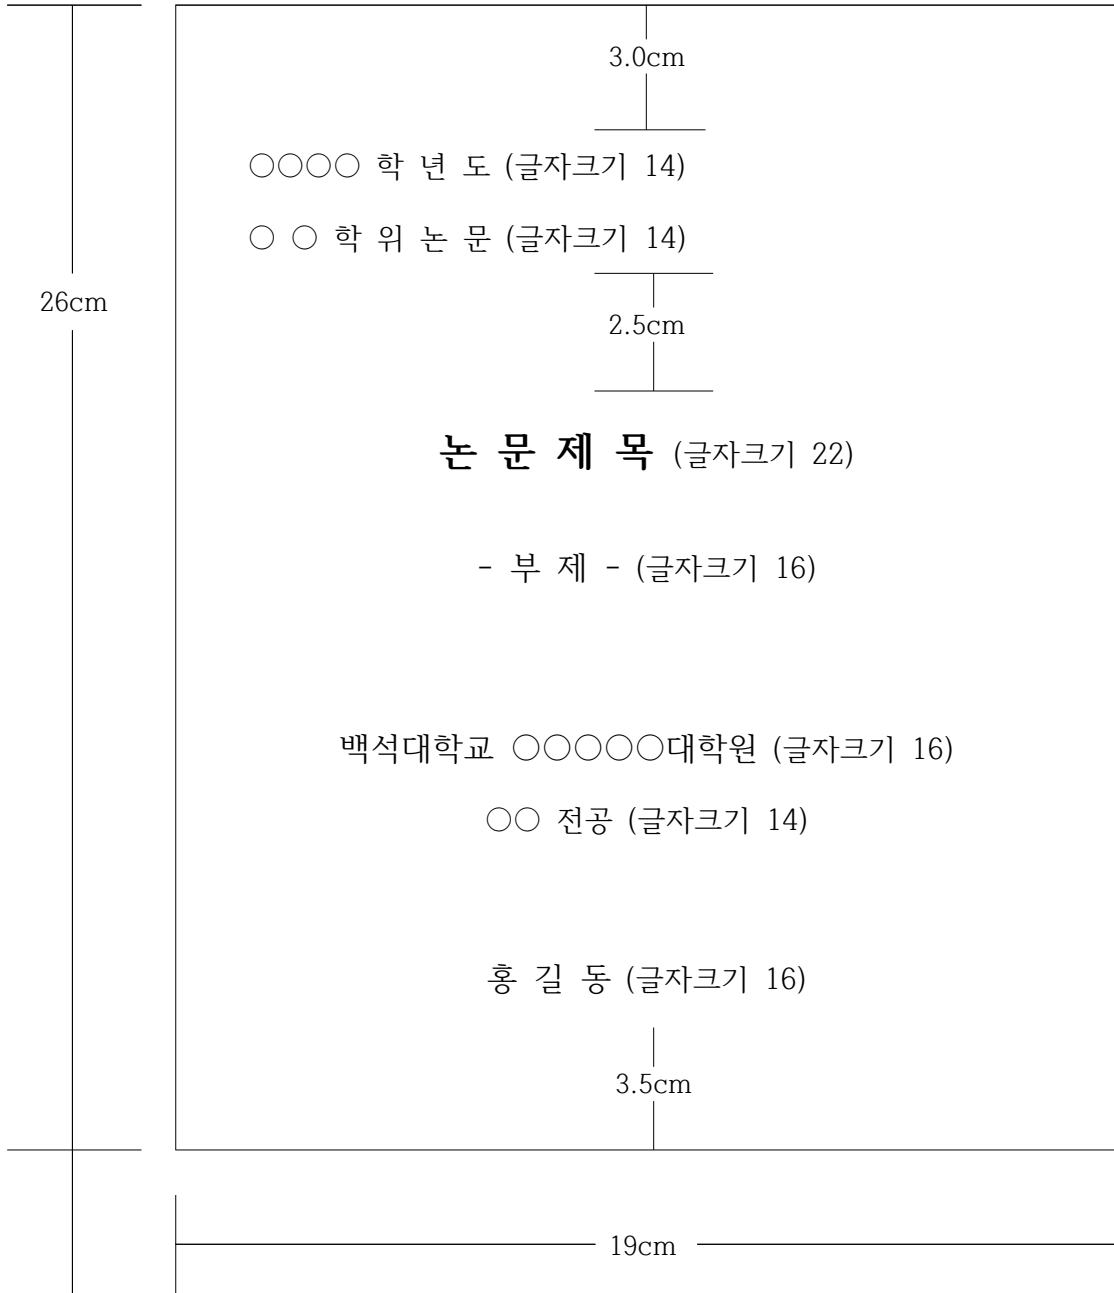 3.0cm
○○○○ 학 년 도 (글자크기 14)
○ ○ 학 위 논 문 (글자크기 14)
26cm
2.5cm
논 문 제 목 (글자크기 22)
- 부 제 - (글자크기 16)
백석대학교 ○○○○○대학원 (글자크기 16)
○○ 전공 (글자크기 14)
홍 길 동 (글자크기 16)
3.5cm
19cm